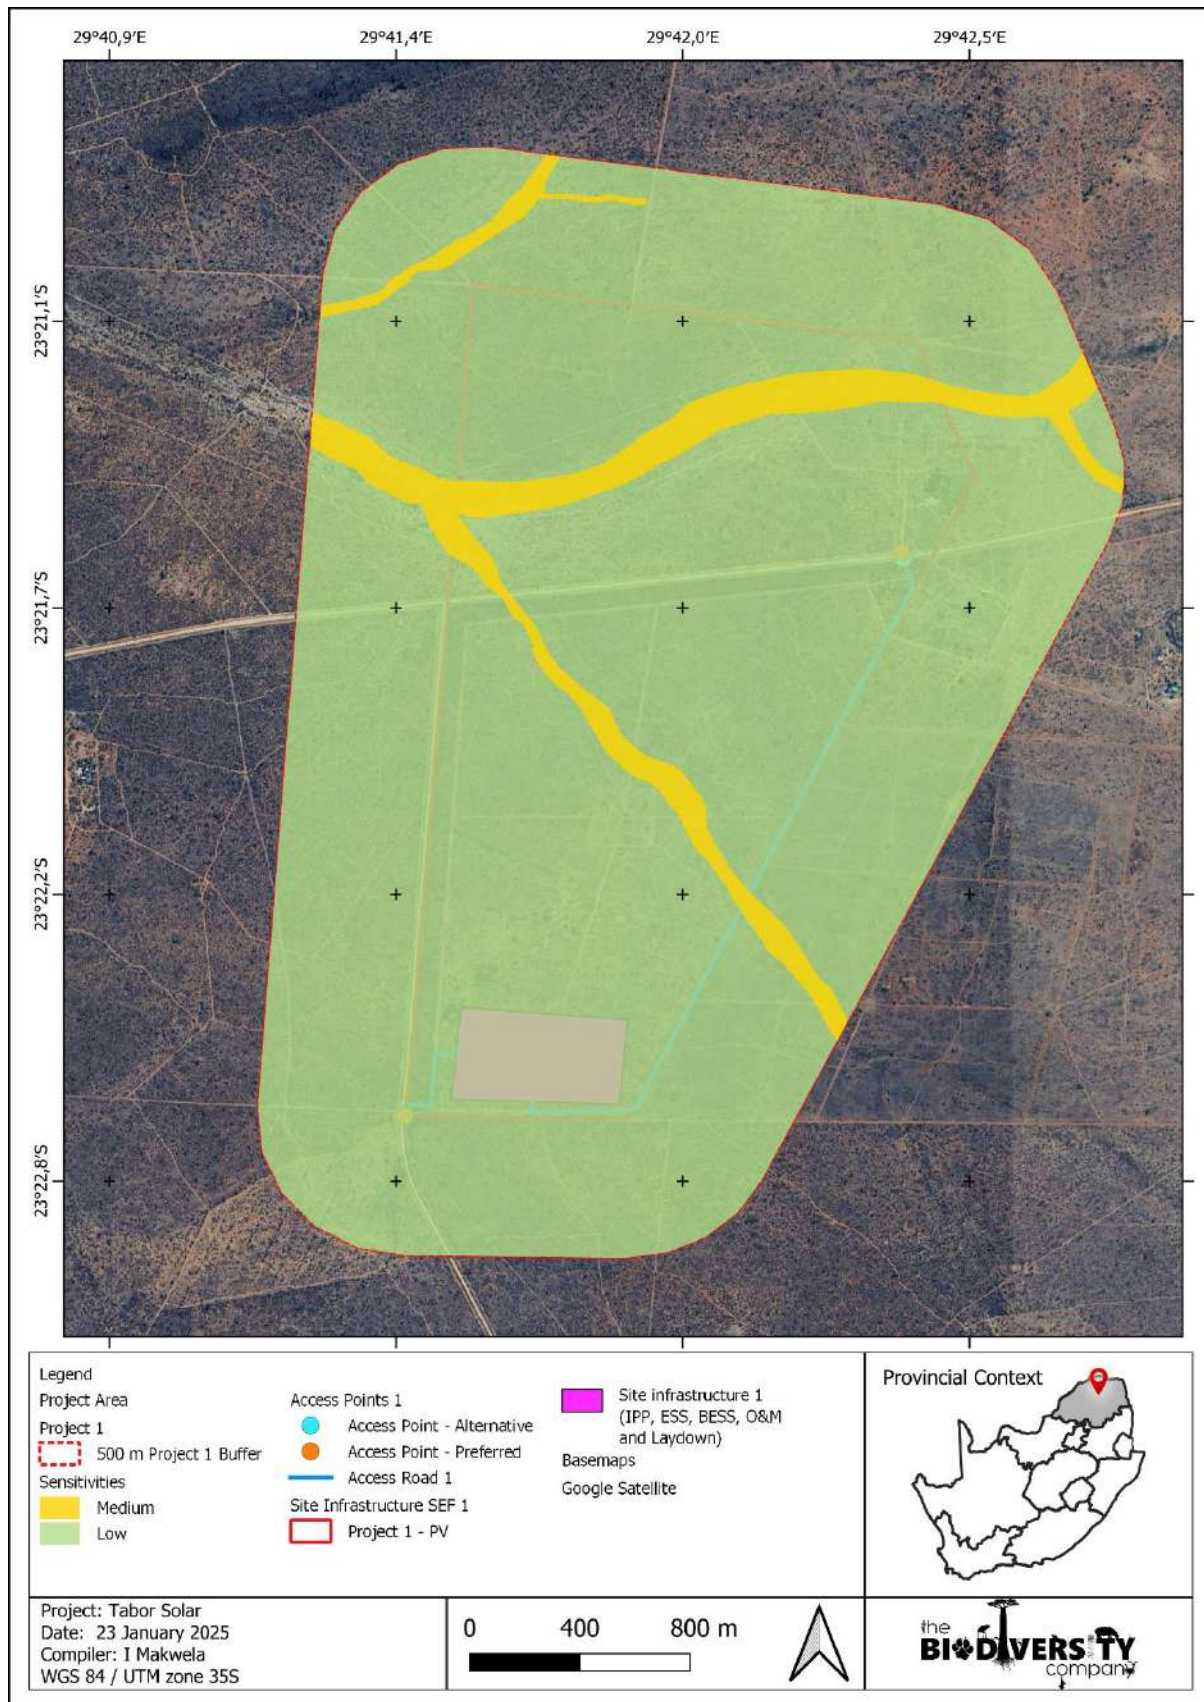 29°40,9'E
29°41,4'E
29°42,0'E
29°42,5'E
23°21,1'S
23°21,7'S
23°22,2'S
23°22,8'S
Legend
Project Area
Project 1
500 m Project 1 Buffer
Sensitivities
Medium
Low
Access Points 1
Access Point - Alternative
Access Point - Preferred
Access Road 1
Site Infrastructure SEF 1
Project 1 - PV
Site infrastructure 1
(IPP, ESS, BESS, O&M
and Laydown)
Basemaps
Google Satellite
Provincial Context
Project: Tabor Solar
Date: 23 January 2025
Compiler: I Makwela
WGS 84 / UTM zone 35S
0 400 800 m
the
BIODIVERSITY
company